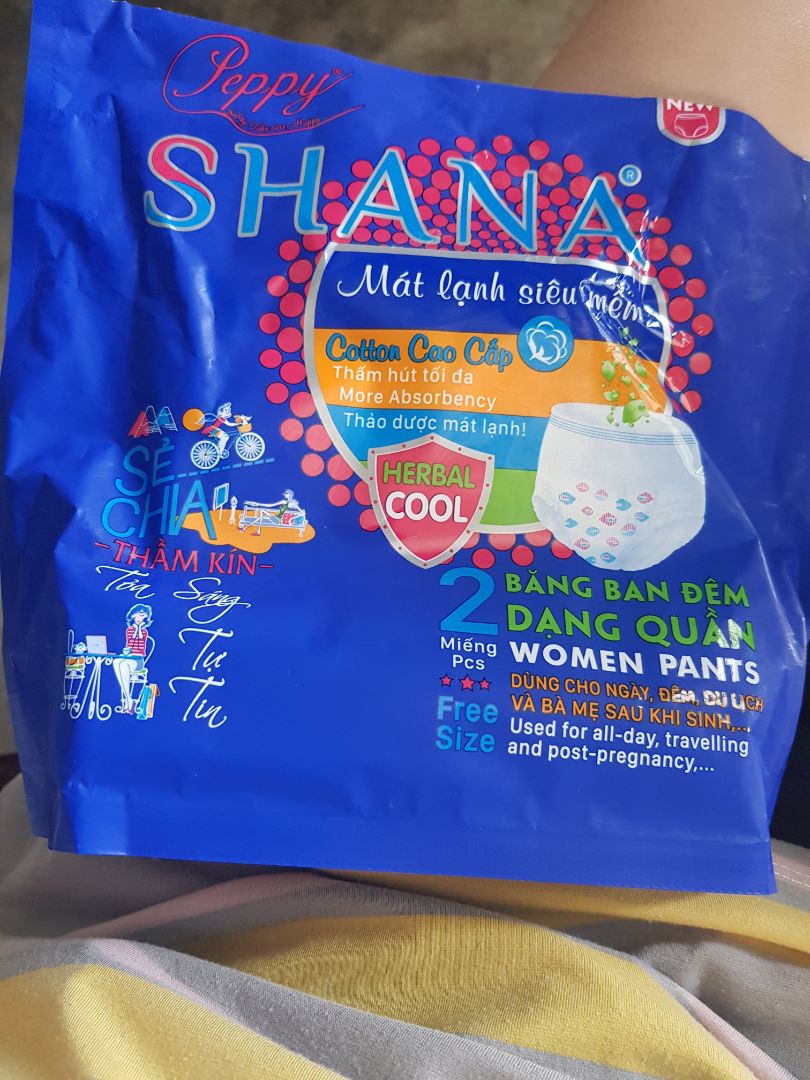 Peppy®
NEW
SHANA®
Mát lạnh siêu mềm
Cotton Cao Cấp
Thấm hút tối đa
More Absorbency
Thảo dược mát lạnh!
HERBAL
COOL
SẺ
CHIA
-THẦM KÍN-
Tỏa Sáng
Tự
Tin
2
Miếng
Pcs
Free
Size
BĂNG BAN ĐÊM
DẠNG QUẦN
WOMEN PANTS
DÙNG CHO NGÀY, ĐÊM, DU LỊCH
VÀ BÀ MẸ SAU KHI SINH,...
Used for all-day, travelling
and post-pregnancy,...